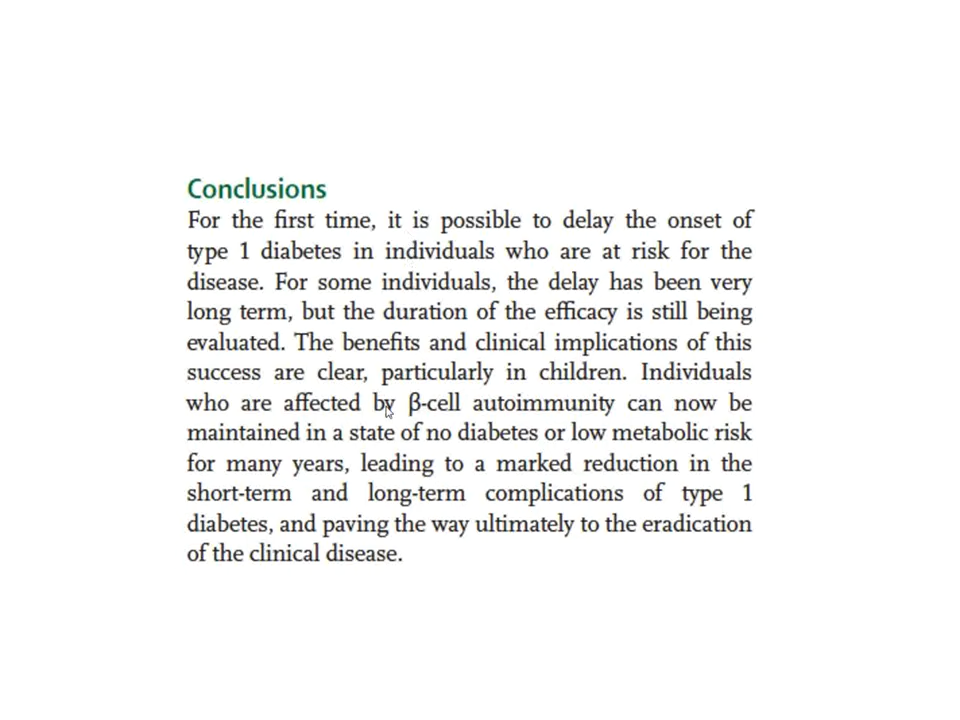 Conclusions
For the first time, it is possible to delay the onset of
type 1 diabetes in individuals who are at risk for the
disease. For some individuals, the delay has been very
long term, but the duration of the efficacy is still being
evaluated. The benefits and clinical implications of this
success are clear, particularly in children. Individuals
who are affected by β-cell autoimmunity can now be
maintained in a state of no diabetes or low metabolic risk
for many years, leading to a marked reduction in the
short-term and long-term complications of type 1
diabetes, and paving the way ultimately to the eradication
of the clinical disease.